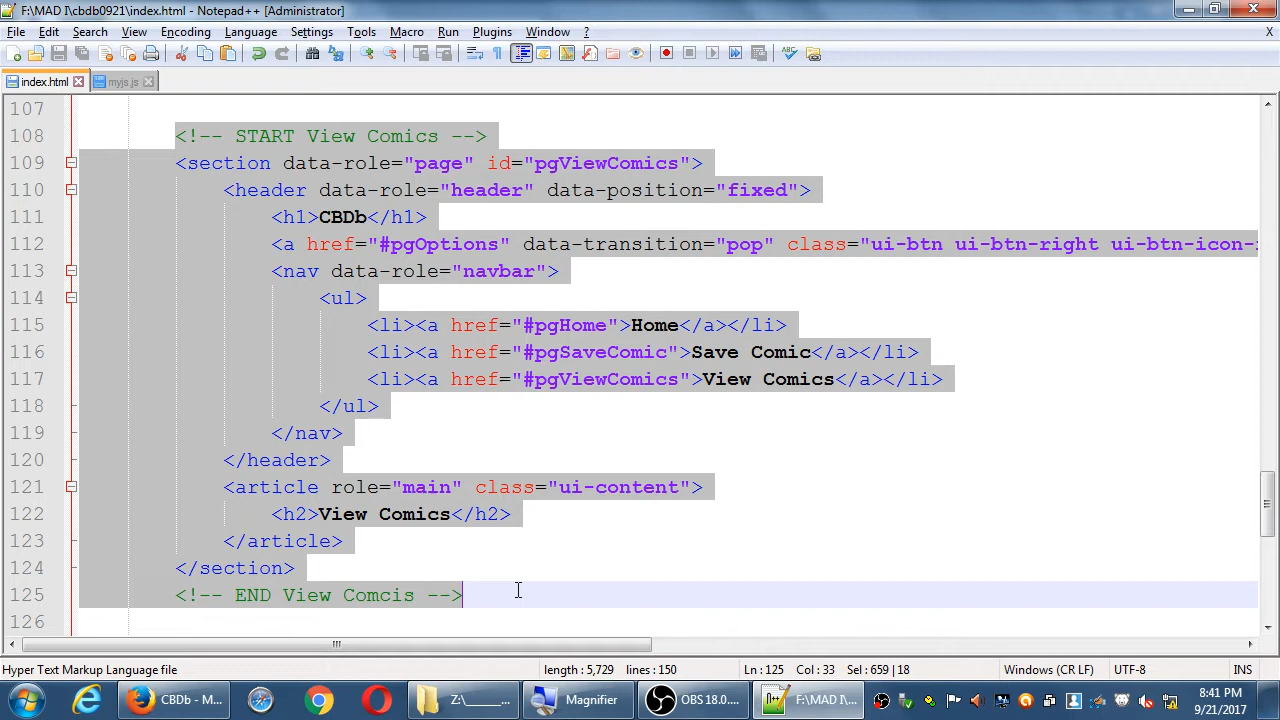 F:\MAD I\cbdb0921\index.html - Notepad++ [Administrator]
File Edit Search View Encoding Language Settings Tools Macro Run Plugins Window ? X
index.html myjs.js
107
108 <!-- START View Comics -->
109 <section data-role="page" id="pgViewComics">
110 <header data-role="header" data-position="fixed">
111 <h1>CBDb</h1>
112 <a href="#pgOptions" data-transition="pop" class="ui-btn ui-btn-right ui-btn-icon-
113 <nav data-role="navbar">
114 <ul>
115 <li><a href="#pgHome">Home</a></li>
116 <li><a href="#pgSaveComic">Save Comic</a></li>
117 <li><a href="#pgViewComics">View Comics</a></li>
118 </ul>
119 </nav>
120 </header>
121 <article role="main" class="ui-content">
122 <h2>View Comics</h2>
123 </article>
124 </section>
125 <!-- END View Comcis -->
126
Hyper Text Markup Language file length : 5,729 lines : 150 Ln : 125 Col : 33 Sel : 659 | 18 Windows (CR LF) UTF-8 INS
CBDb - M... Z:\_____... Magnifier OBS 18.0.... F:\MAD I\... 8:41 PM
9/21/2017